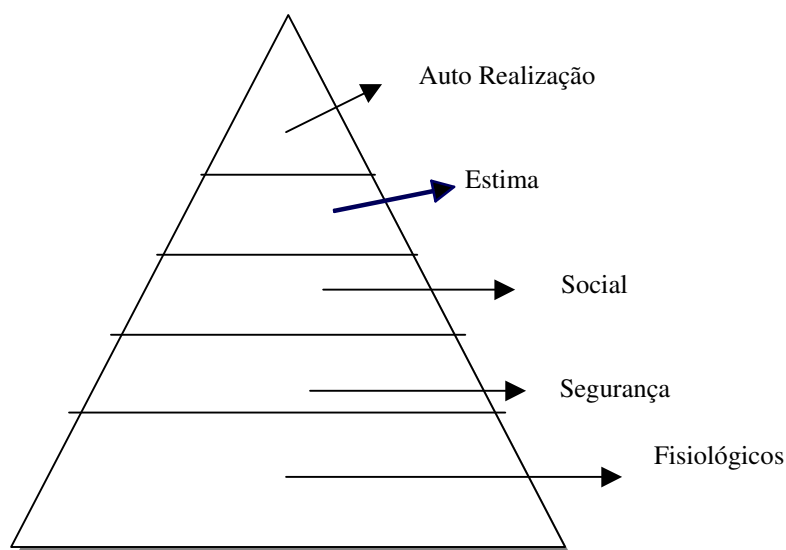 Auto Realização
Estima
Social
Segurança
Fisiológicos